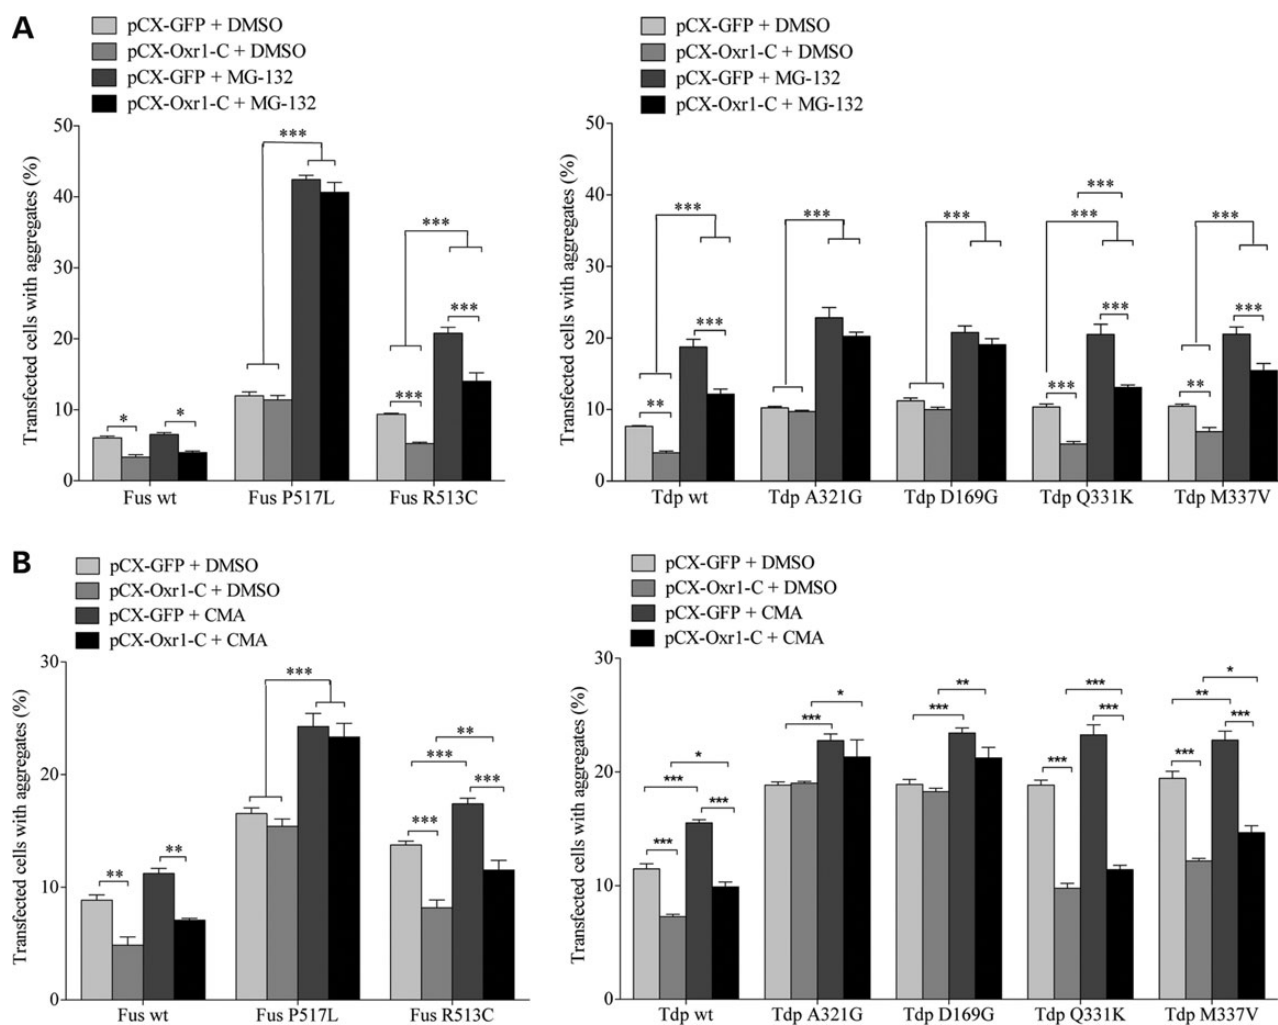 A
pCX-GFP + DMSO
pCX-Oxr1-C + DMSO
pCX-GFP + MG-132
pCX-Oxr1-C + MG-132
Transfected cells with aggregates (%)
50
40
30
20
10
0
*
*
***
***
***
***
Fus wt
Fus P517L
Fus R513C
pCX-GFP + DMSO
pCX-Oxr1-C + DMSO
pCX-GFP + MG-132
pCX-Oxr1-C + MG-132
Transfected cells with aggregates (%)
50
40
30
20
10
0
***
***
**
***
***
***
***
***
***
***
***
**
Tdp wt
Tdp A321G
Tdp D169G
Tdp Q331K
Tdp M337V
B
pCX-GFP + DMSO
pCX-Oxr1-C + DMSO
pCX-GFP + CMA
pCX-Oxr1-C + CMA
Transfected cells with aggregates (%)
30
20
10
0
**
**
***
**
***
***
***
Fus wt
Fus P517L
Fus R513C
pCX-GFP + DMSO
pCX-Oxr1-C + DMSO
pCX-GFP + CMA
pCX-Oxr1-C + CMA
Transfected cells with aggregates (%)
30
20
10
0
*
***
***
***
*
***
**
***
***
***
***
*
**
***
***
Tdp wt
Tdp A321G
Tdp D169G
Tdp Q331K
Tdp M337V